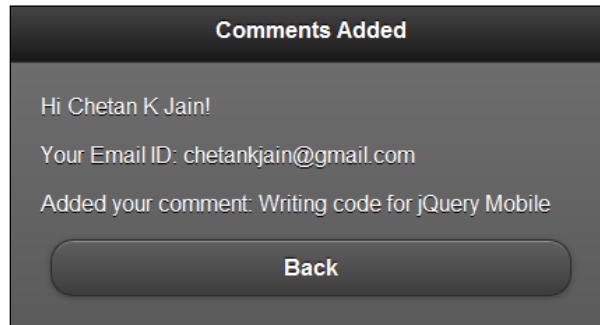 Comments Added
Hi Chetan K Jain!
Your Email ID: chetankjain@gmail.com
Added your comment: Writing code for jQuery Mobile
Back